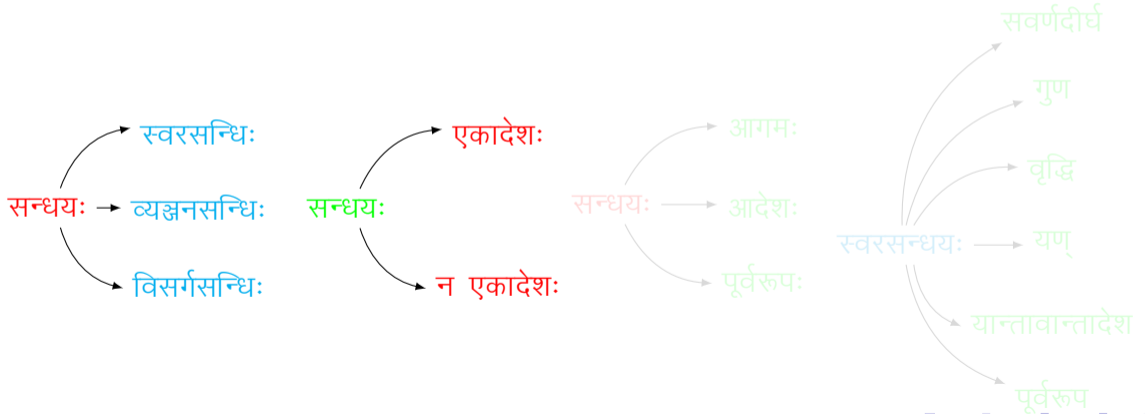 सन्धयः
स्वरसन्धिः
व्यञ्जनसन्धिः
विसर्गसन्धिः
सन्धयः
एकादेशः
न एकादेशः
सन्धयः
आगमः
आदेशः
पूर्वरूपः
स्वरसन्धयः
सवर्णदीर्घ
गुण
वृद्धि
यण्
यान्तावान्तादेश
पूर्वरूप